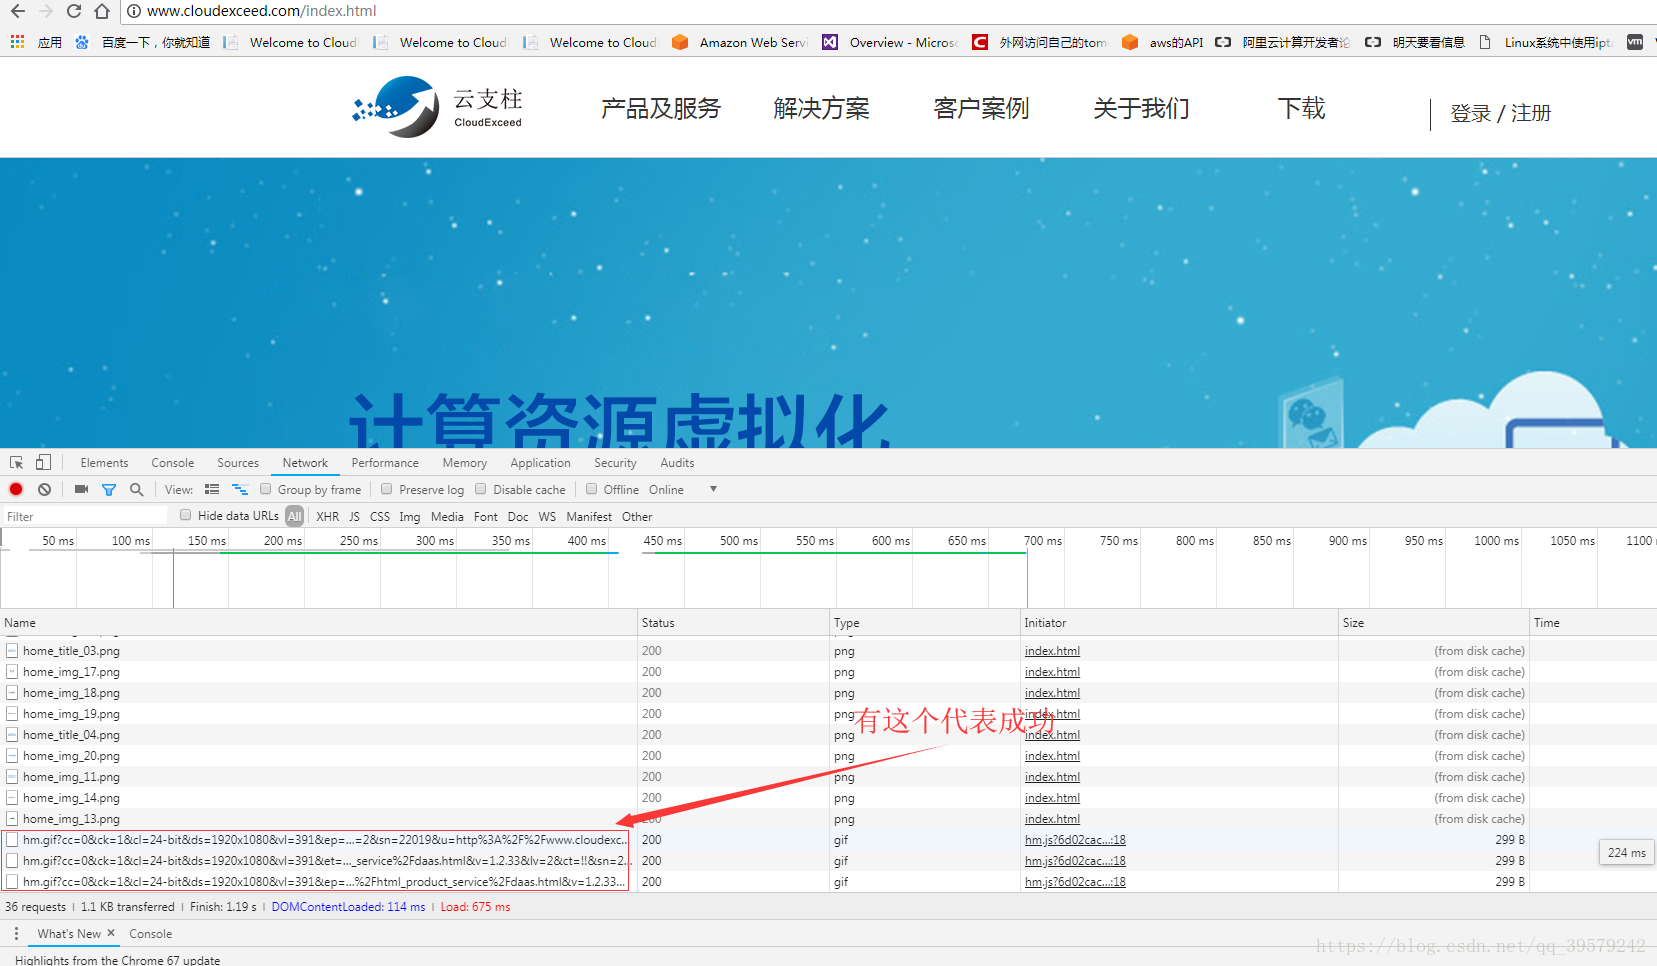 www.cloudexceed.com/index.html
应用 百度一下，你就知道 Welcome to Cloud Welcome to Cloud Welcome to Cloud Amazon Web Servi Overview - Microsc 外网访问自己的tom aws的API 阿里云计算开发者论 明天要看信息 Linux系统中使用ipta
云支柱
CloudExceed
产品及服务 解决方案 客户案例 关于我们 下载 登录 / 注册
计算资源虚拟化
Elements Console Sources Network Performance Memory Application Security Audits
View: Group by frame Preserve log Disable cache Offline Online
Filter Hide data URLs All XHR JS CSS Img Media Font Doc WS Manifest Other
50 ms 100 ms 150 ms 200 ms 250 ms 300 ms 350 ms 400 ms 450 ms 500 ms 550 ms 600 ms 650 ms 700 ms 750 ms 800 ms 850 ms 900 ms 950 ms 1000 ms 1050 ms 1100
Name Status Type Initiator Size Time
home_title_03.png 200 png index.html (from disk cache)
home_img_17.png 200 png index.html (from disk cache)
home_img_18.png 200 png index.html (from disk cache)
home_img_19.png 200 png index.html (from disk cache)
有这个代表成功
home_title_04.png 200 png index.html (from disk cache)
home_img_20.png 200 png index.html (from disk cache)
home_img_11.png 200 png index.html (from disk cache)
home_img_14.png 200 png index.html (from disk cache)
home_img_13.png 200 png index.html (from disk cache)
hm.gif?cc=0&ck=1&cl=24-bit&ds=1920x1080&vl=391&ep=...=2&sn=22019&u=http%3A%2F%2Fwww.cloudexc... 200 gif hm.js?6d02cac...:18 299 B
224 ms
hm.gif?cc=0&ck=1&cl=24-bit&ds=1920x1080&vl=391&et=..._service%2Fdaas.html&v=1.2.33&lv=2&ct=!!&sn=2... 200 gif hm.js?6d02cac...:18 299 B
hm.gif?cc=0&ck=1&cl=24-bit&ds=1920x1080&vl=391&ep=...%2Fhtml_product_service%2Fdaas.html&v=1.2.33... 200 gif hm.js?6d02cac...:18 299 B
36 requests | 1.1 KB transferred | Finish: 1.19 s | DOMContentLoaded: 114 ms | Load: 675 ms
What's New × Console
https://blog.csdn.net/qq_39579242
Highlights from the Chrome 67 update